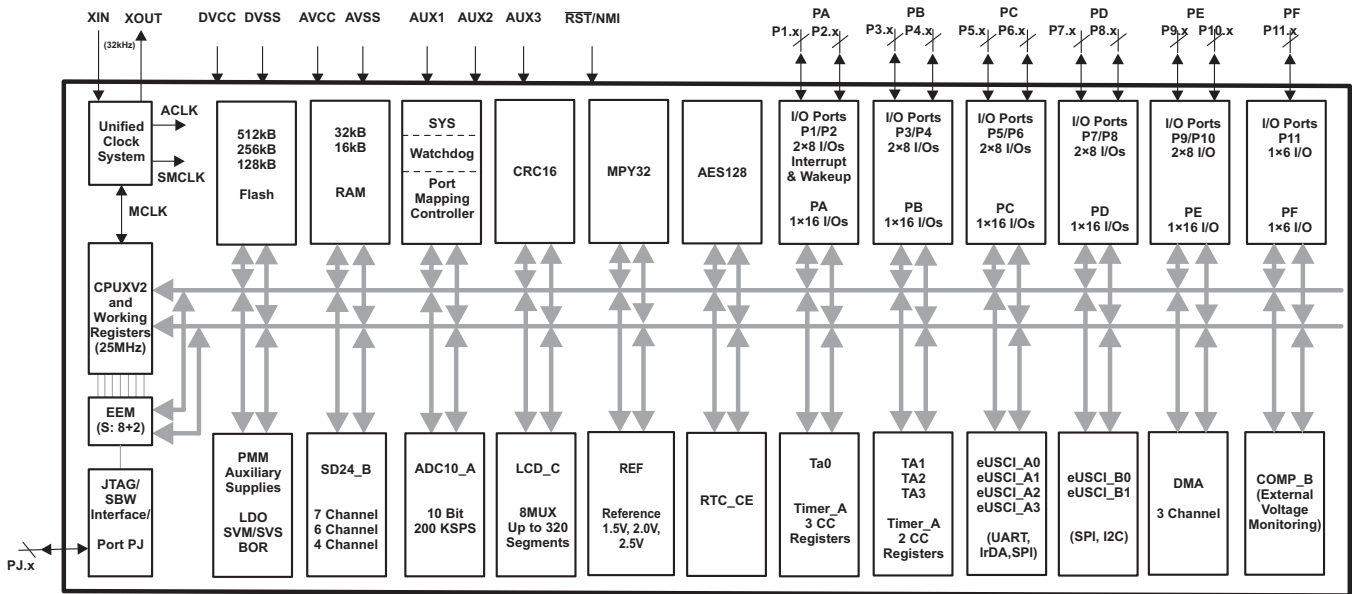 XIN
XOUT
DVCC
DVSS
AVCC
AVSS
AUX1
AUX2
AUX3
RST/NMI
(32kHz)
PA
P1.x
P2.x
PB
P3.x
P4.x
PC
P5.x
P6.x
PD
P7.x
P8.x
PE
P9.x
P10.x
PF
P11.x
Unified
Clock
System
ACLK
SMCLK
MCLK
512kB
256kB
128kB
Flash
32kB
16kB
RAM
SYS
Watchdog
Port
Mapping
Controller
CRC16
MPY32
AES128
I/O Ports
P1/P2
2×8 I/Os
Interrupt
& Wakeup
PA
1×16 I/Os
I/O Ports
P3/P4
2×8 I/Os
PB
1×16 I/Os
I/O Ports
P5/P6
2×8 I/Os
PC
1×16 I/Os
I/O Ports
P7/P8
2×8 I/Os
PD
1×16 I/Os
I/O Ports
P9/P10
2×8 I/O
PE
1×16 I/O
I/O Ports
P11
1×6 I/O
PF
1×6 I/O
CPUXV2
and
Working
Registers
(25MHz)
EEM
(S: 8+2)
JTAG/
SBW
Interface/
Port PJ
PJ.x
PMM
Auxiliary
Supplies
LDO
SVM/SVS
BOR
SD24_B
7 Channel
6 Channel
4 Channel
ADC10_A
10 Bit
200 KSPS
LCD_C
8MUX
Up to 320
Segments
REF
Reference
1.5V, 2.0V,
2.5V
RTC_CE
Ta0
Timer_A
3 CC
Registers
TA1
TA2
TA3
Timer_A
2 CC
Registers
eUSCI_A0
eUSCI_A1
eUSCI_A2
eUSCI_A3
(UART,
IrDA,SPI)
eUSCI_B0
eUSCI_B1
(SPI, I2C)
DMA
3 Channel
COMP_B
(External
Voltage
Monitoring)